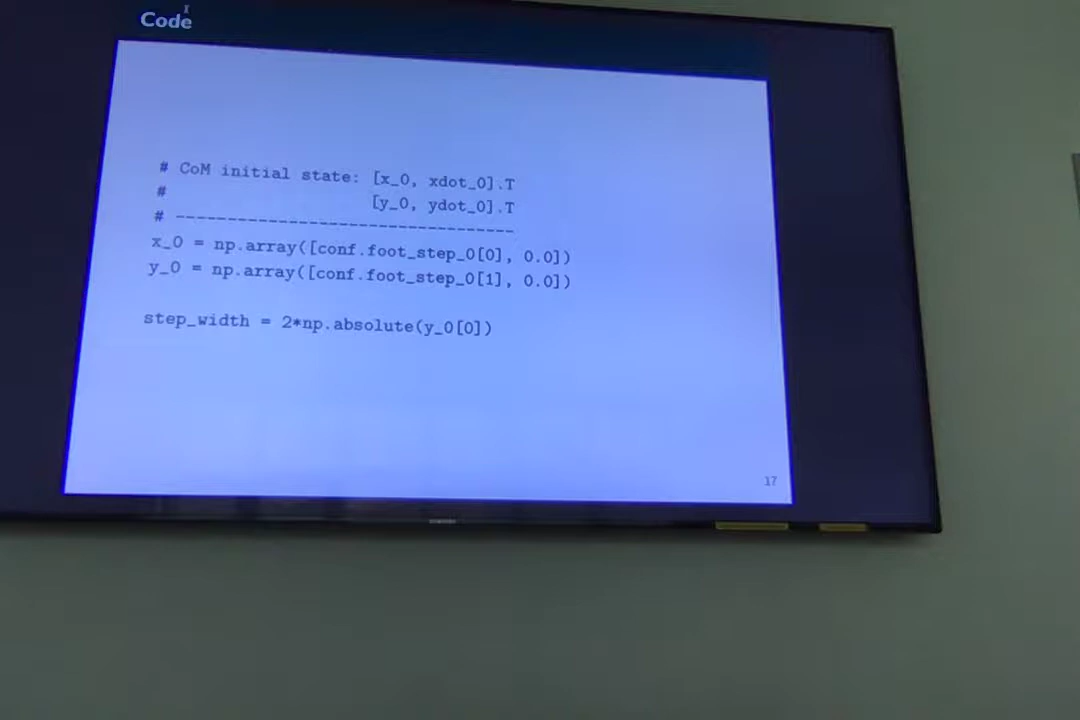 Code
# CoM initial state: [x_0, xdot_0].T
# [y_0, ydot_0].T
# ---------------------------------
x_0 = np.array([conf.foot_step_0[0], 0.0])
y_0 = np.array([conf.foot_step_0[1], 0.0])
step_width = 2*np.absolute(y_0[0])
17